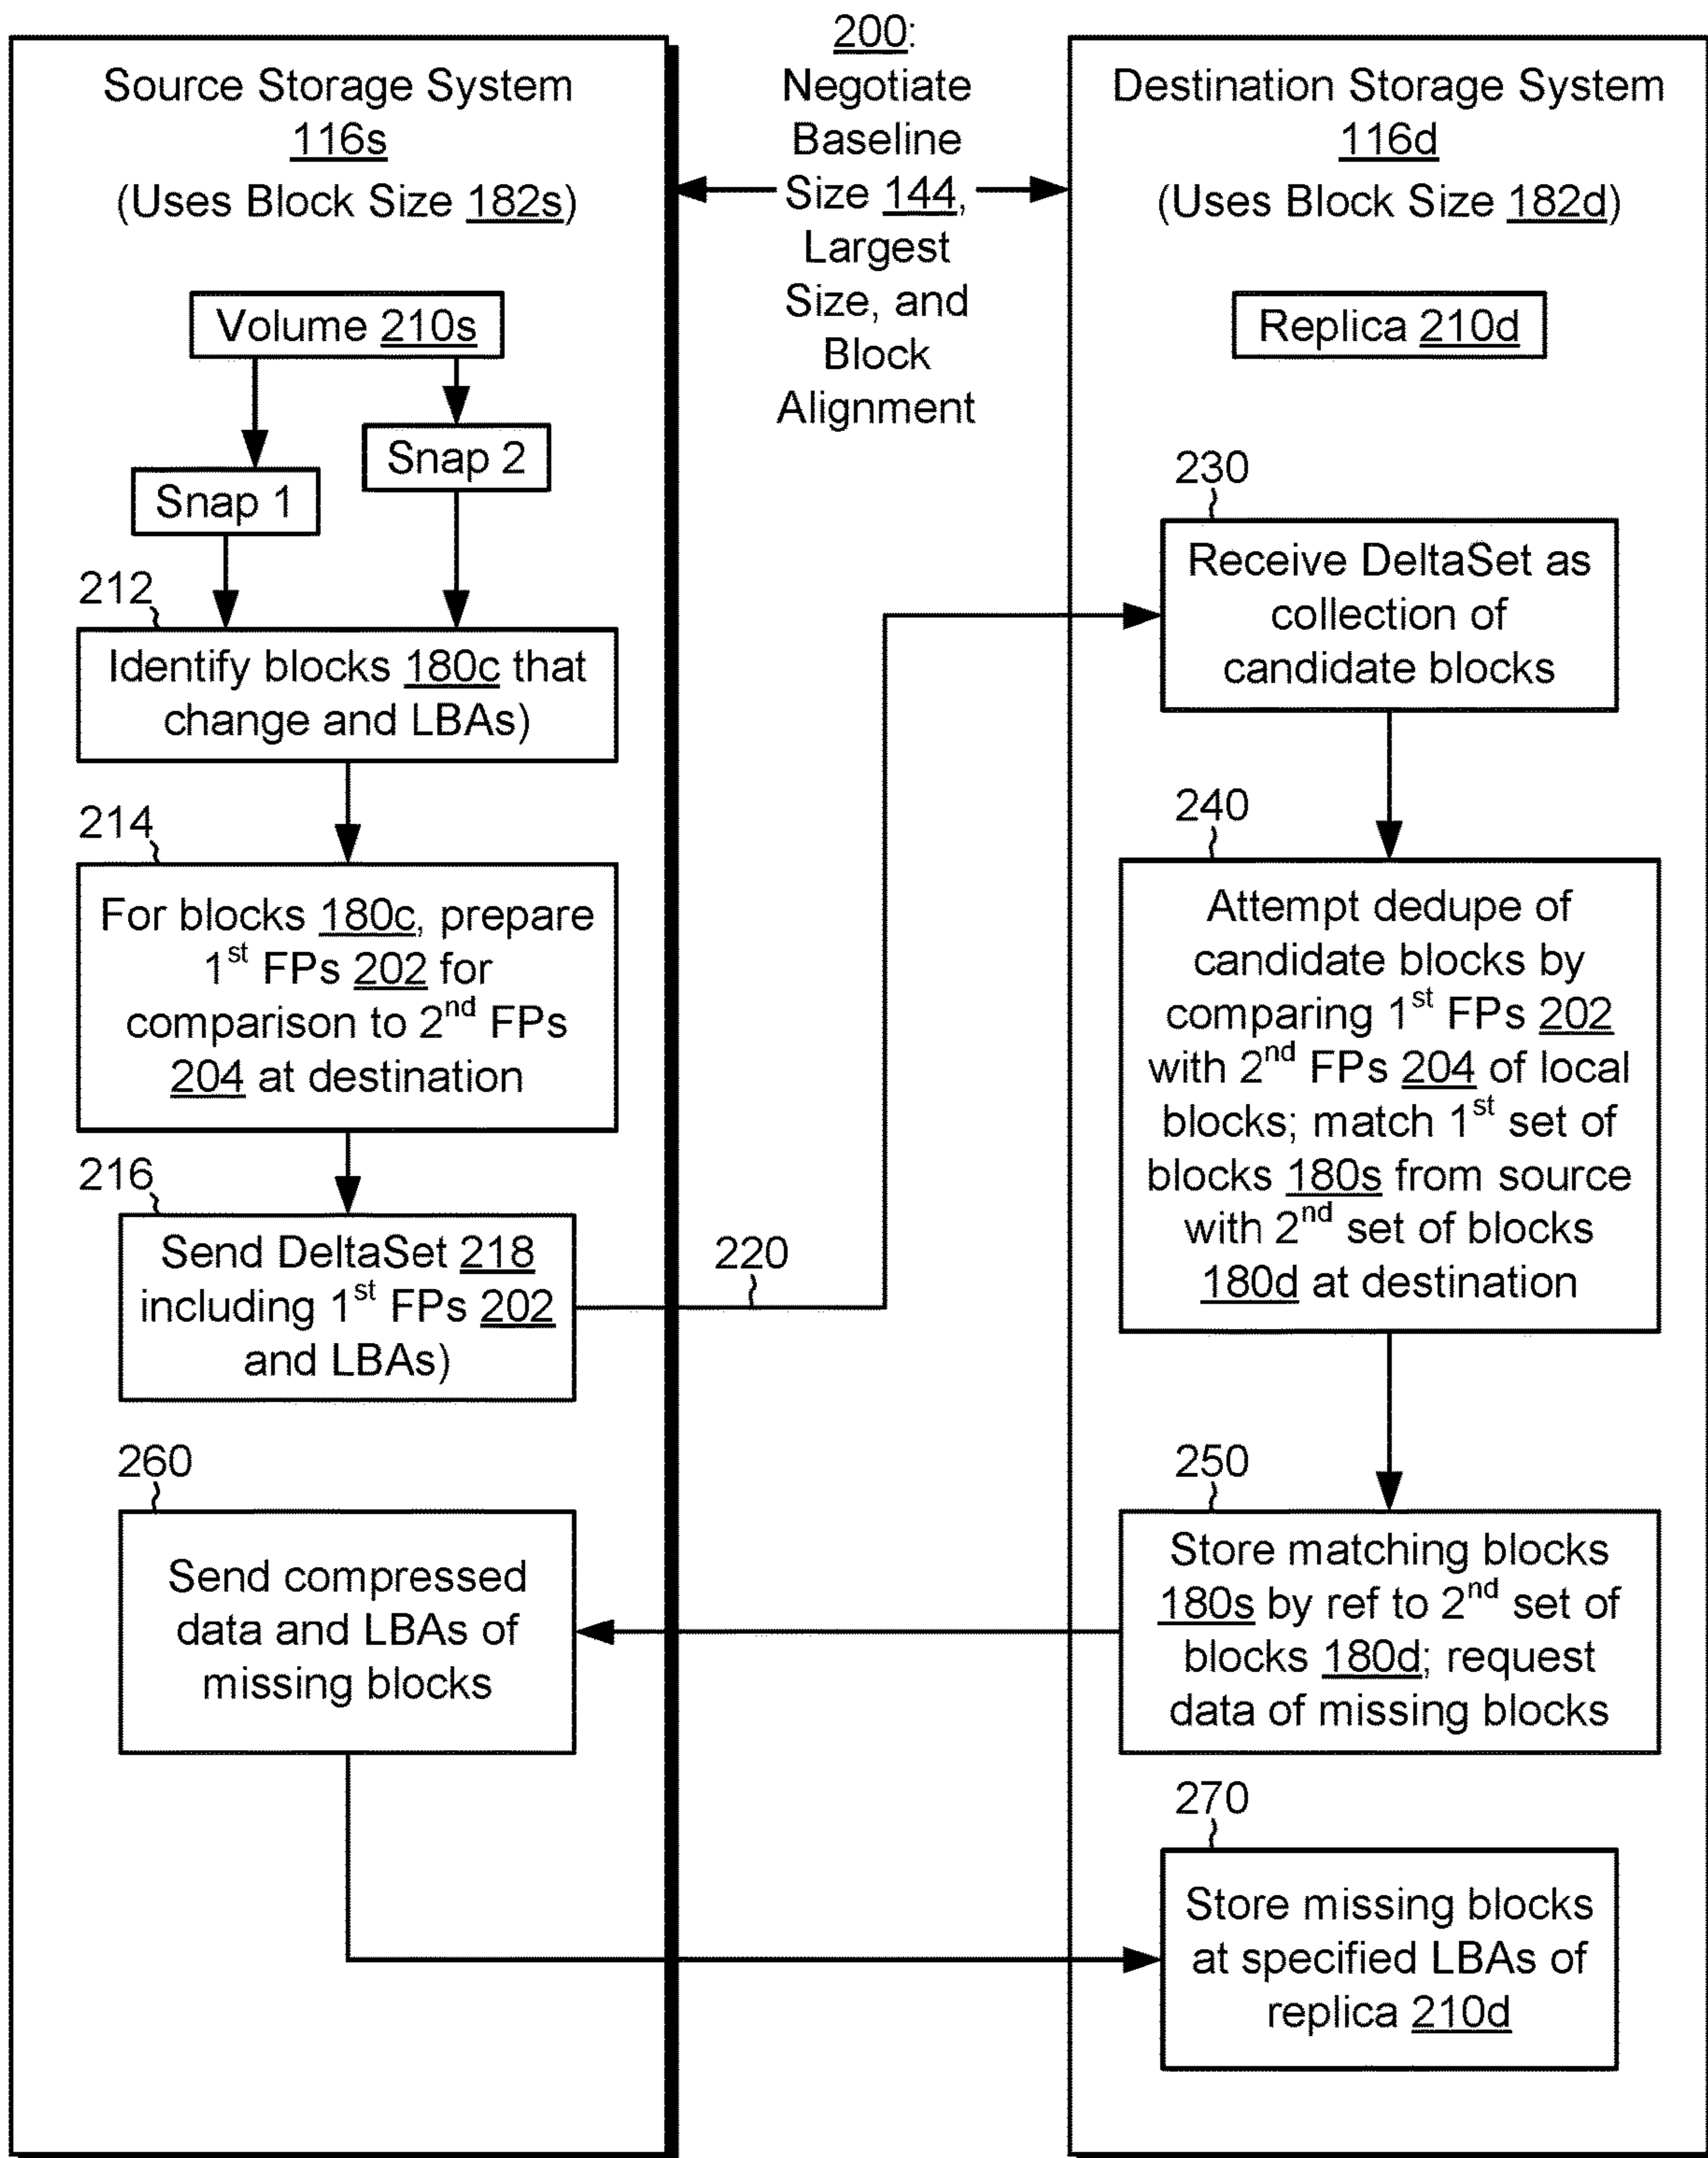 Source Storage System
116s
(Uses Block Size 182s)
Volume 210s
Snap 2
Snap 1
212
Identify blocks 180c that
change and LBAs)
214
For blocks 180c, prepare
1st FPs 202 for
comparison to 2nd FPs
204 at destination
216
Send DeltaSet 218
including 1st FPs 202
and LBAs)
260
Send compressed
data and LBAs of
missing blocks
200:
Negotiate
Baseline
Size 144,
Largest
Size, and
Block
Alignment
220
Destination Storage System
116d
(Uses Block Size 182d)
Replica 210d
230
Receive DeltaSet as
collection of
candidate blocks
240
Attempt dedupe of
candidate blocks by
comparing 1st FPs 202
with 2nd FPs 204 of local
blocks; match 1st set of
blocks 180s from source
with 2nd set of blocks
180d at destination
250
Store matching blocks
180s by ref to 2nd set of
blocks 180d; request
data of missing blocks
270
Store missing blocks
at specified LBAs of
replica 210d